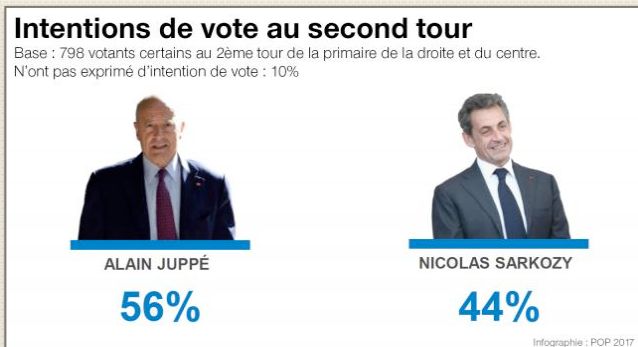 Intentions de vote au second tour
Base : 798 votants certains au 2ème tour de la primaire de la droite et du centre.
N'ont pas exprimé d'intention de vote : 10%
ALAIN JUPPÉ
NICOLAS SARKOZY
56%
44%
Infographie : POP 2017